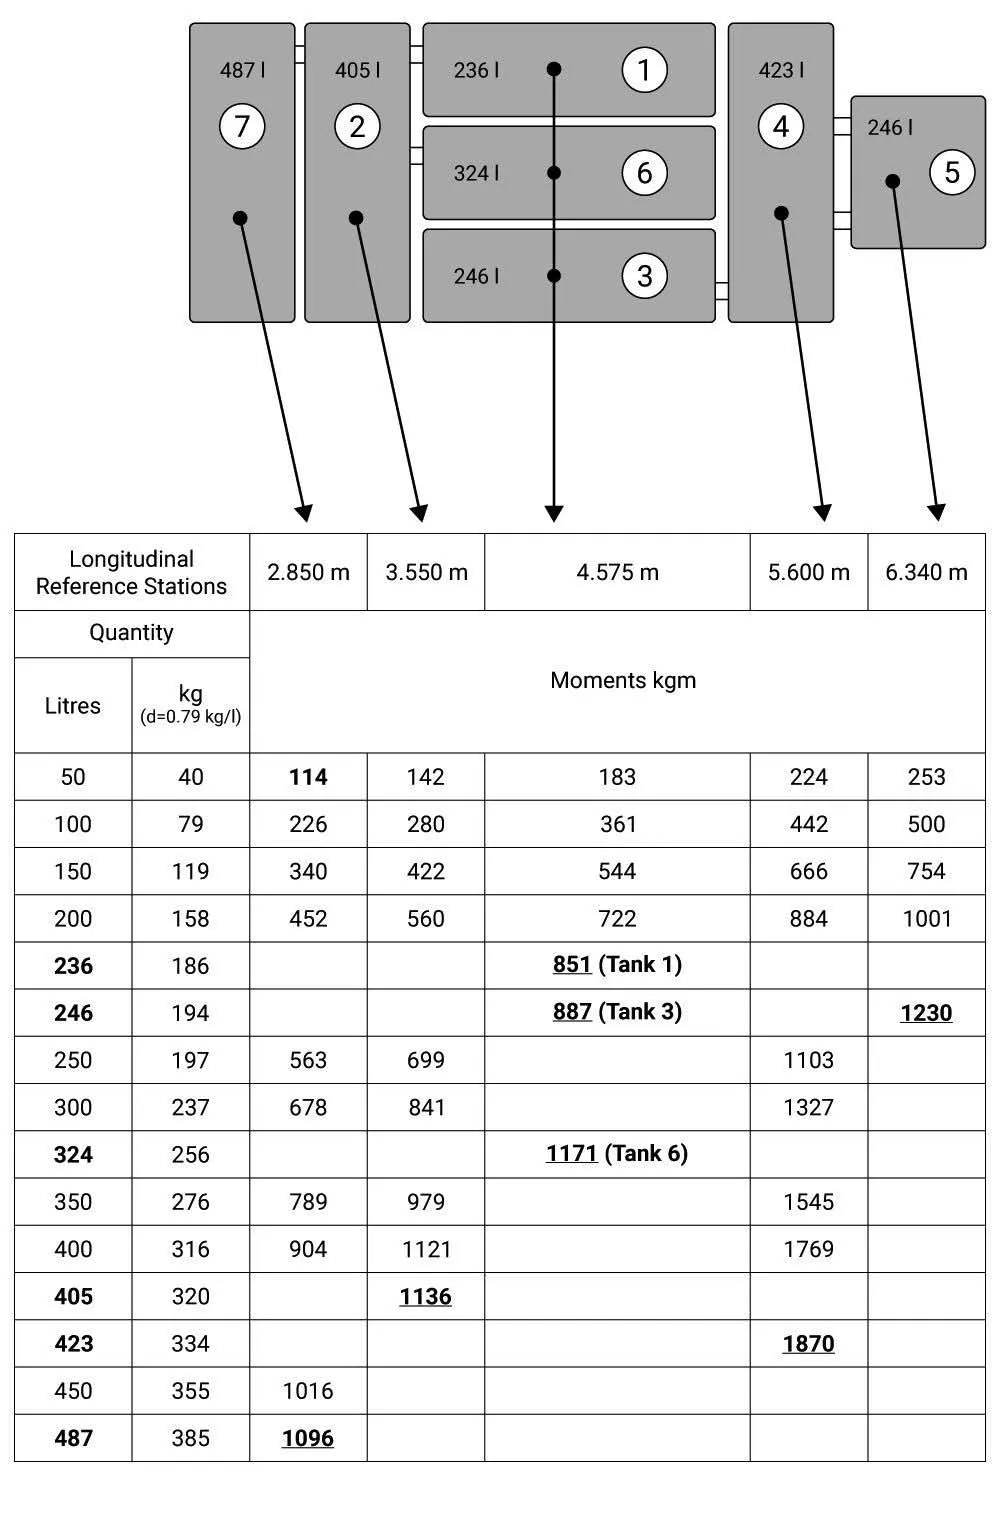 487 l
405 l
236 l
1
423 l
7
2
4
246 l
324 l
6
5
246 l
3
Longitudinal
Reference Stations
2.850 m
3.550 m
4.575 m
5.600 m
6.340 m
Quantity
Moments kgm
Litres
kg
(d=0.79 kg/l)
50 40 114 142 183 224 253
100 79 226 280 361 442 500
150 119 340 422 544 666 754
200 158 452 560 722 884 1001
236 186 851 (Tank 1)
246 194 887 (Tank 3) 1230
250 197 563 699 1103
300 237 678 841 1327
324 256 1171 (Tank 6)
350 276 789 979 1545
400 316 904 1121 1769
405 320 1136
423 334 1870
450 355 1016
487 385 1096